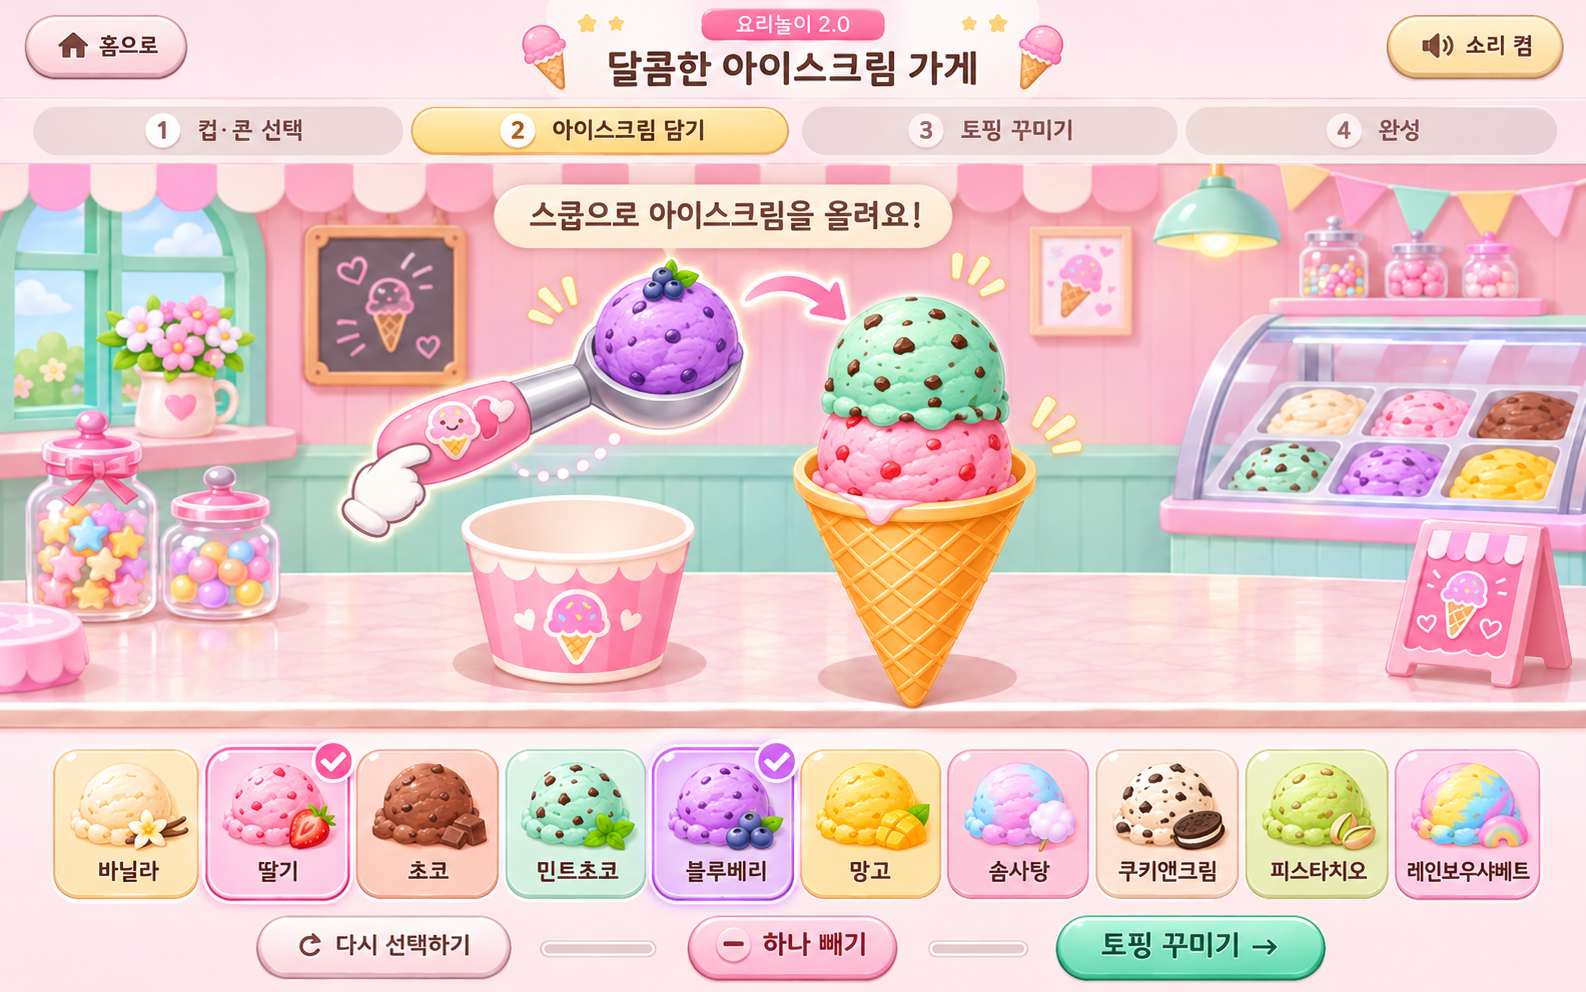 홈으로
요리놀이 2.0
달콤한 아이스크림 가게
소리 켬
1 컵·콘 선택
2 아이스크림 담기
3 토핑 꾸미기
4 완성
스쿱으로 아이스크림을 올려요!
바닐라
딸기
초코
민트초코
블루베리
망고
솜사탕
쿠키앤크림
피스타치오
레인보우샤베트
다시 선택하기
하나 빼기
토핑 꾸미기 →